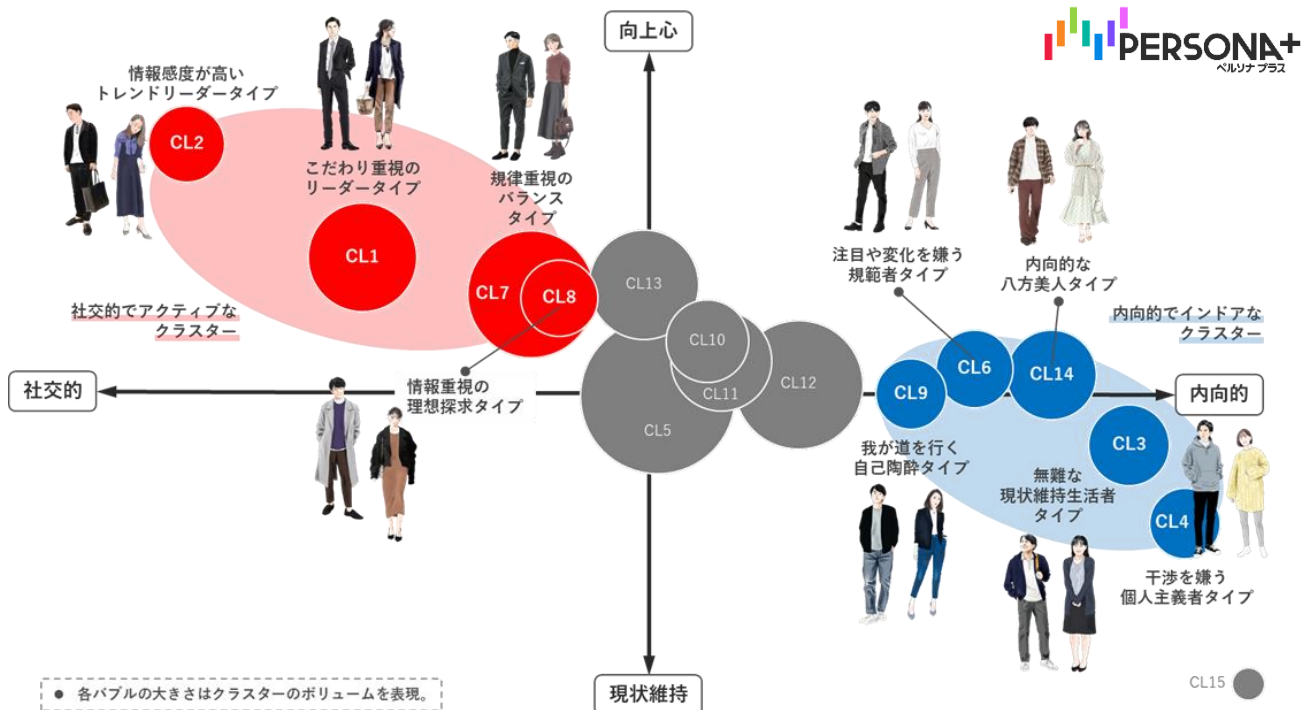 向上心
PERSONA+
ペルソナ プラス
情報感度が高い
トレンドリーダータイプ
CL2
こだわり重視の
リーダータイプ
CL1
規律重視の
バランス
タイプ
CL7
CL8
CL13
CL10
CL11
CL12
CL5
注目や変化を嫌う
規範者タイプ
内向的な
八方美人タイプ
社交的でアクティブな
クラスター
内向的でインドアな
クラスター
社交的
情報重視の
理想探求タイプ
CL9
CL6
CL14
内向的
CL3
CL4
我が道を行く
自己陶酔タイプ
無難な
現状維持生活者
タイプ
干渉を嫌う
個人主義者タイプ
● 各バブルの大きさはクラスターのボリュームを表現。
現状維持
CL15